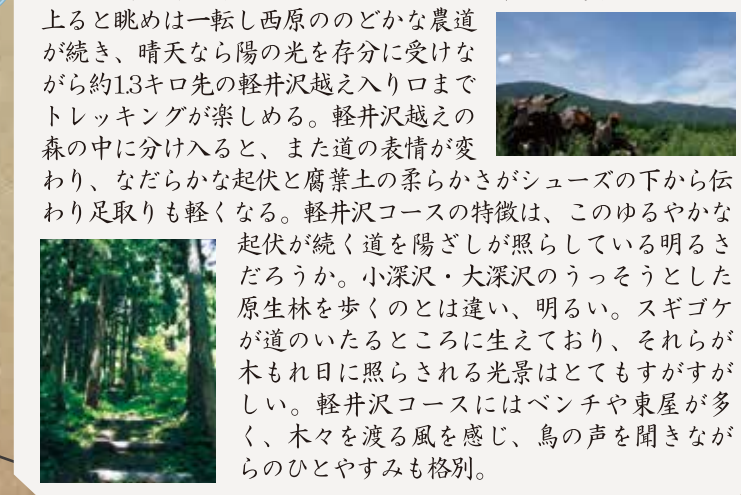 上ると眺めは一転し西原ののどかな農道
が続き、晴天なら陽の光を存分に受けな
がら約1.3キロ先の軽井沢越え入り口まで
トレッキングが楽しめる。軽井沢越えの
森の中に分け入ると、また道の表情が変
わり、なだらかな起伏と腐葉土の柔らかさがシューズの下から伝
わり足取りも軽くなる。軽井沢コースの特徴は、このゆるやかな
起伏が続く道を陽ざしが照らしている明るさ
だろうか。小深沢・大深沢のうっそうとした
原生林を歩くのとは違い、明るい。スギゴケ
が道のいたるところに生えており、それらが
木もれ日に照らされる光景はとてもすがすが
しい。軽井沢コースにはベンチや東屋が多
く、木々を渡る風を感じ、鳥の声を聞きなが
らのひとやすみも格別。